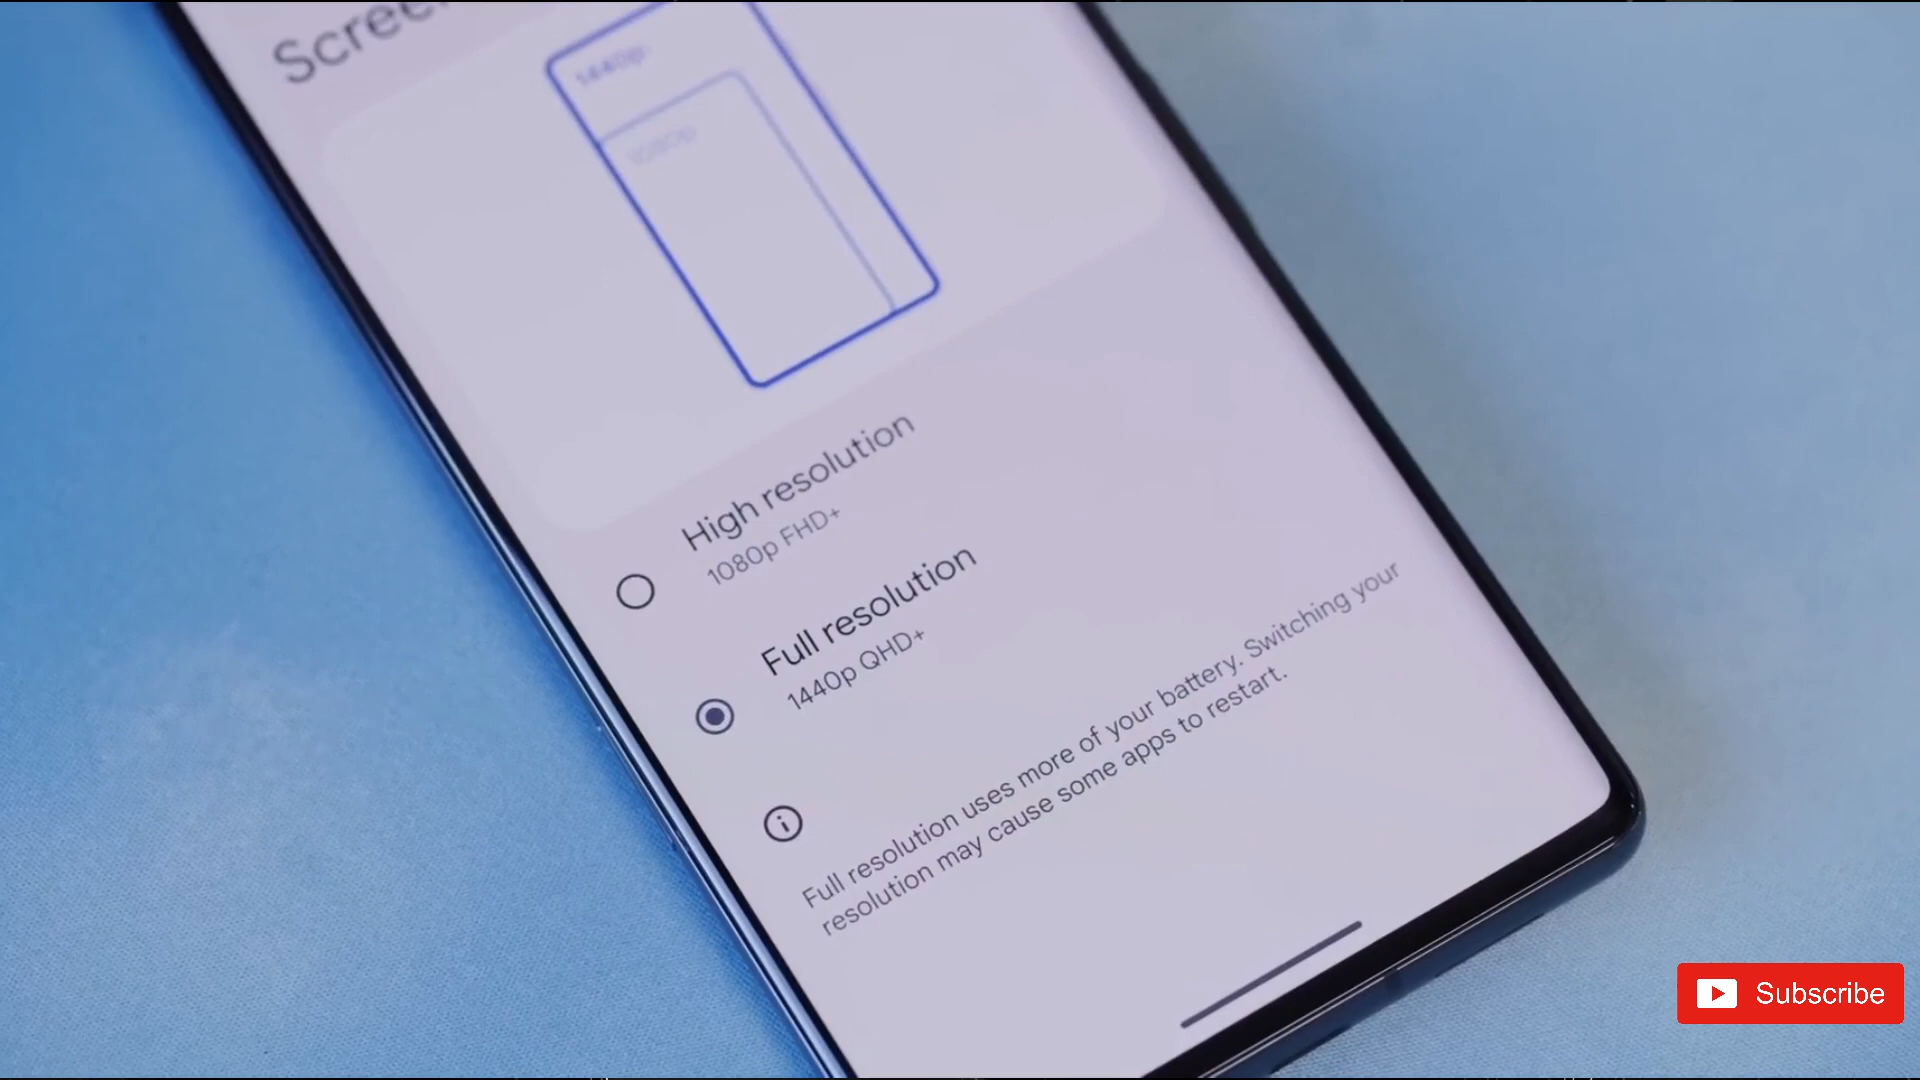 Scree
1440p
1080p
High resolution
1080p FHD+
Full resolution
1440p QHD+
Full resolution uses more of your battery. Switching your
resolution may cause some apps to restart.
Subscribe